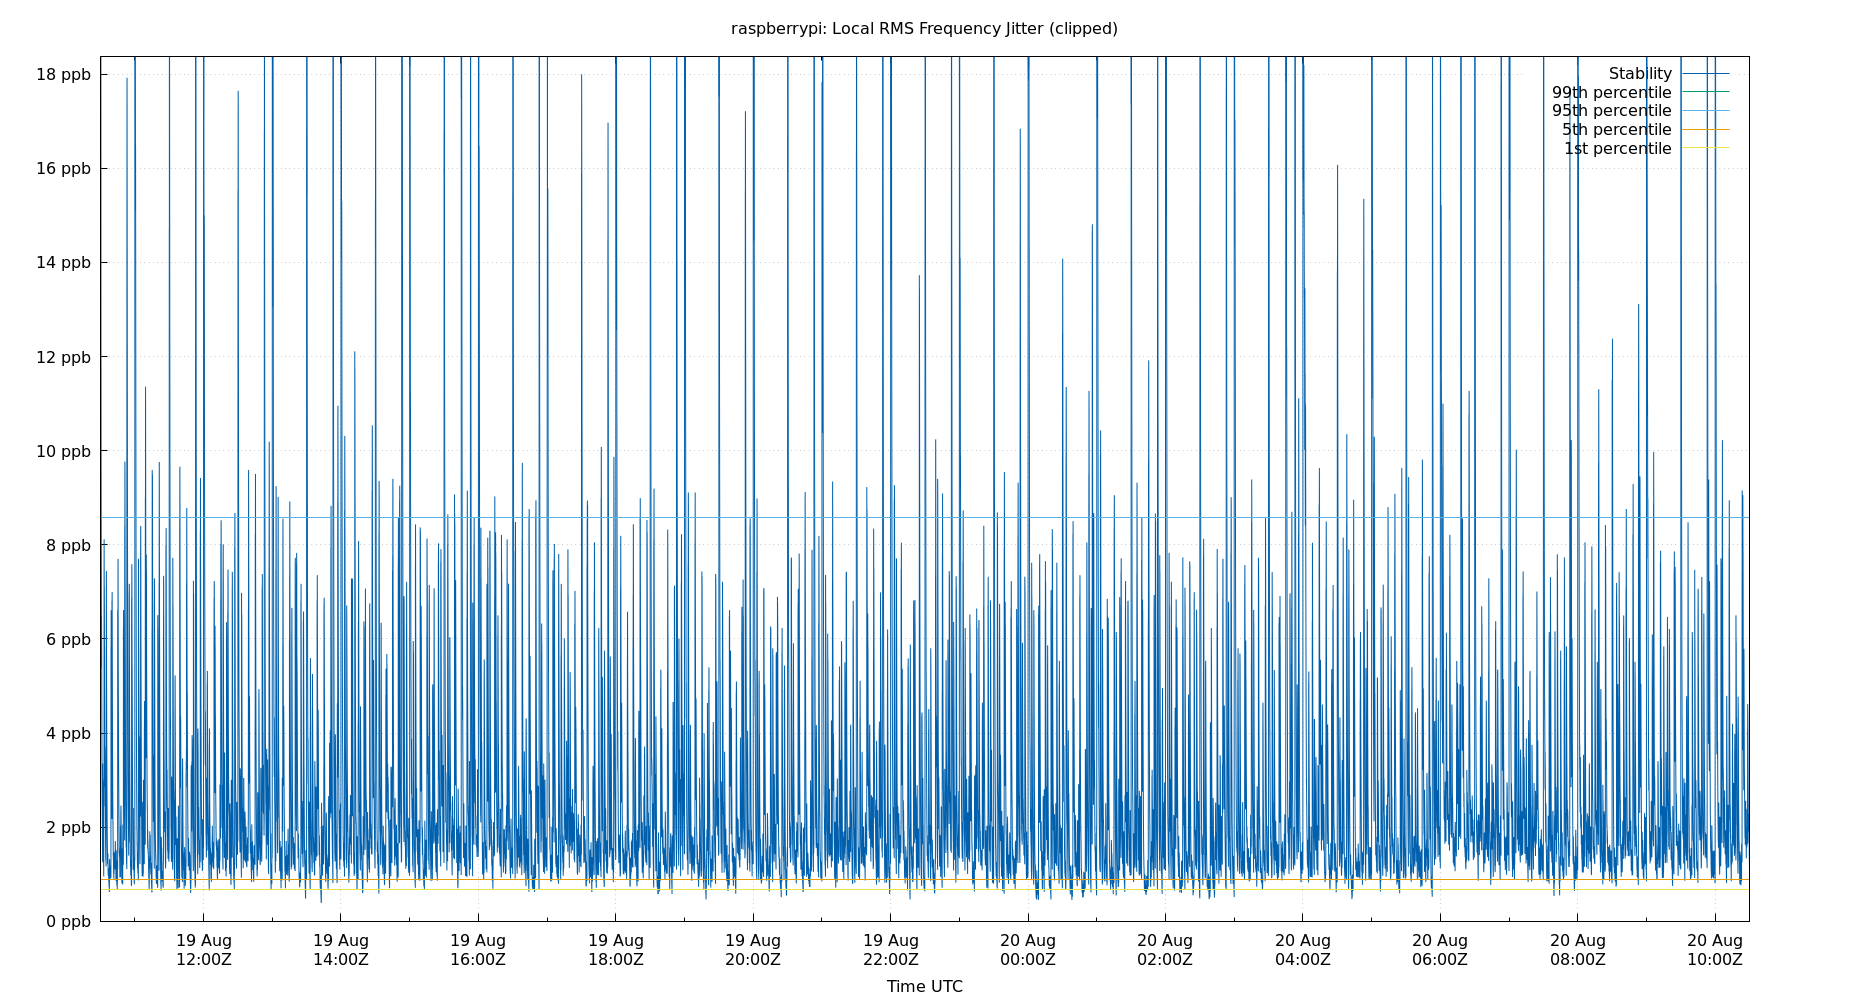 raspberrypi: Local RMS Frequency Jitter (clipped)
18 ppb
16 ppb
14 ppb
12 ppb
10 ppb
8 ppb
6 ppb
4 ppb
2 ppb
0 ppb
Stability
99th percentile
95th percentile
5th percentile
1st percentile
19 Aug 19 Aug 19 Aug 19 Aug 19 Aug 19 Aug 20 Aug 20 Aug 20 Aug 20 Aug 20 Aug 20 Aug
12:00Z 14:00Z 16:00Z 18:00Z 20:00Z 22:00Z 00:00Z 02:00Z 04:00Z 06:00Z 08:00Z 10:00Z
Time UTC